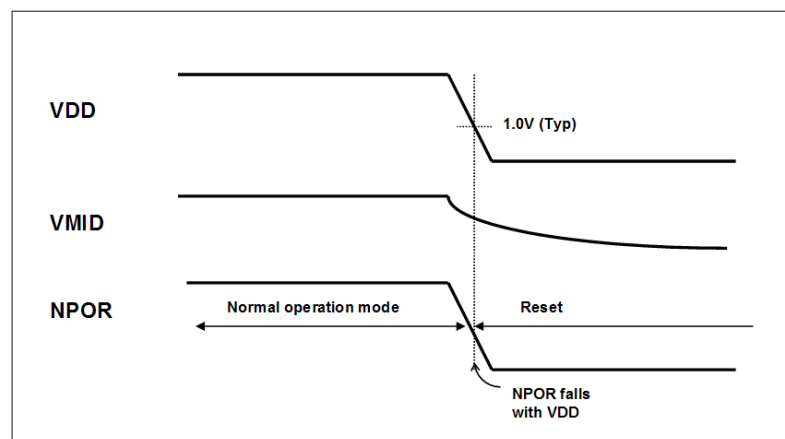 VDD
1.0V (Typ)
VMID
NPOR
Normal operation mode
Reset
NPOR falls
with VDD